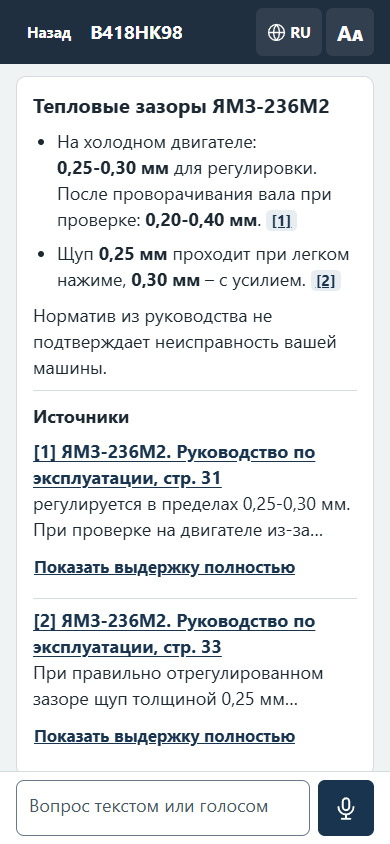 Назад
В418НК98
RU
Aa
Тепловые зазоры ЯМЗ-236М2
• На холодном двигателе:
0,25-0,30 мм для регулировки.
После проворачивания вала при
проверке: 0,20-0,40 мм. [1]
• Щуп 0,25 мм проходит при легком
нажиме, 0,30 мм – с усилием. [2]
Норматив из руководства не
подтверждает неисправность вашей
машины.
Источники
[1] ЯМЗ-236М2. Руководство по
эксплуатации, стр. 31
регулируется в пределах 0,25-0,30 мм.
При проверке на двигателе из-за...
Показать выдержку полностью
[2] ЯМЗ-236М2. Руководство по
эксплуатации, стр. 33
При правильно отрегулированном
зазоре щуп толщиной 0,25 мм...
Показать выдержку полностью
Вопрос текстом или голосом